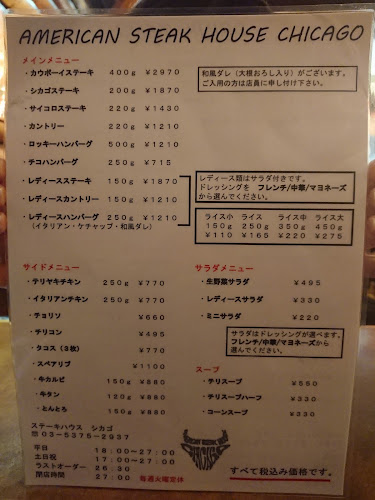 AMERICAN STEAK HOUSE CHICAGO
メインメニュー
・カウボーイステーキ 400g ¥2970
・シカゴステーキ 200g ¥1870
・サイコロステーキ 220g ¥1430
・カントリー 220g ¥1210
・ロッキーハンバーグ 500g ¥1210
・チコハンバーグ 250g ¥715
・レディースステーキ 150g ¥1870
・レディースカントリー 150g ¥1210
・レディースハンバーグ 250g ¥1210
(イタリアン・ケチャップ・和風ダレ)
和風ダレ(大根おろし入り)がございます。
ご入用の方は店員に申し付け下さい。
レディース類はサラダ付きです。
ドレッシングを フレンチ/中華/マヨネーズ
から選んでください。
ライス小 ライス ライス中 ライス大
150g 250g 350g 450g
¥110 ¥165 ¥220 ¥275
サイドメニュー
・テリヤキチキン 250g ¥770
・イタリアンチキン 250g ¥770
・チョリソ ¥660
・テリコン ¥495
・タコス(3枚) ¥770
・スペアリブ ¥1100
・牛カルビ 150g ¥880
・牛タン 120g ¥880
・とんとろ 150g ¥880
サラダメニュー
・生野菜サラダ ¥495
・レディースサラダ ¥330
・ミニサラダ ¥220
サラダはドレッシングが選べます。
フレンチ/中華/マヨネーズから
選んでください。
スープ
・テリスープ ¥550
・テリスープハーフ ¥330
・コーンスープ ¥330
ステーキハウス シカゴ
☎03-5375-2937
平日 18:00~27:00
土日祝 17:00~27:00
ラストオーダー 26:30
閉店時間 27:00 毎週火曜定休
CHICAGO
すべて税込み価格です。